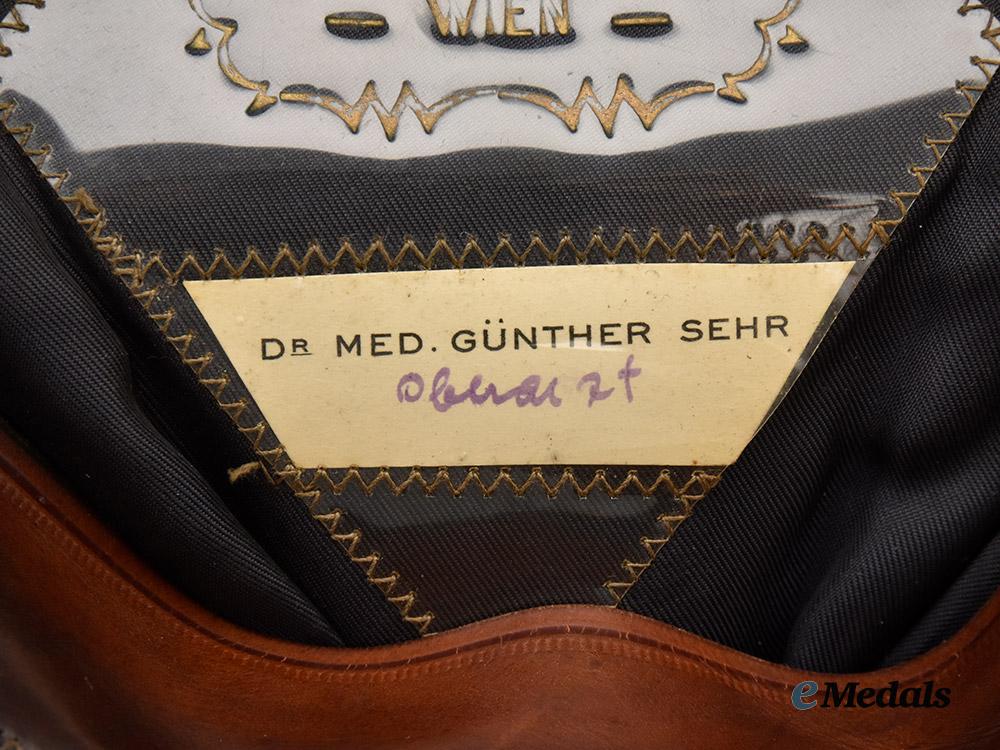 WIEN
DR MED. GÜNTHER SEHR
Oberarzt
eMedals